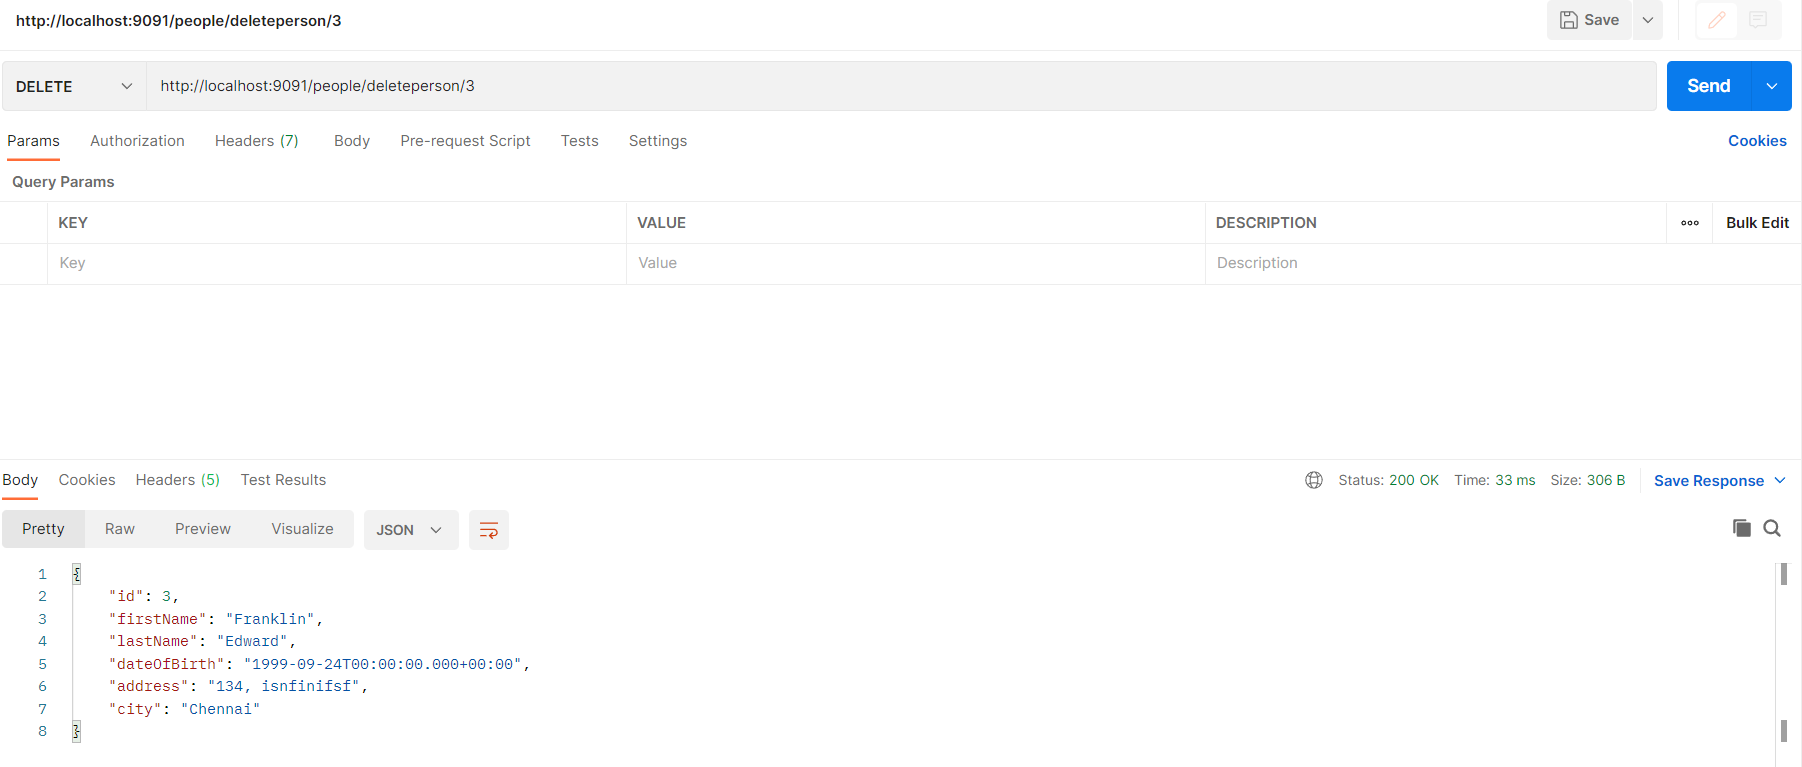 http://localhost:9091/people/deleteperson/3
Save
DELETE
http://localhost:9091/people/deleteperson/3
Send
Params Authorization Headers (7) Body Pre-request Script Tests Settings Cookies
Query Params
KEY VALUE DESCRIPTION Bulk Edit
Key Value Description
Body Cookies Headers (5) Test Results Status: 200 OK Time: 33 ms Size: 306 B Save Response
Pretty Raw Preview Visualize JSON
1 {
2 "id": 3,
3 "firstName": "Franklin",
4 "lastName": "Edward",
5 "dateOfBirth": "1999-09-24T00:00:00.000+00:00",
6 "address": "134, isnfinifsf",
7 "city": "Chennai"
8 }